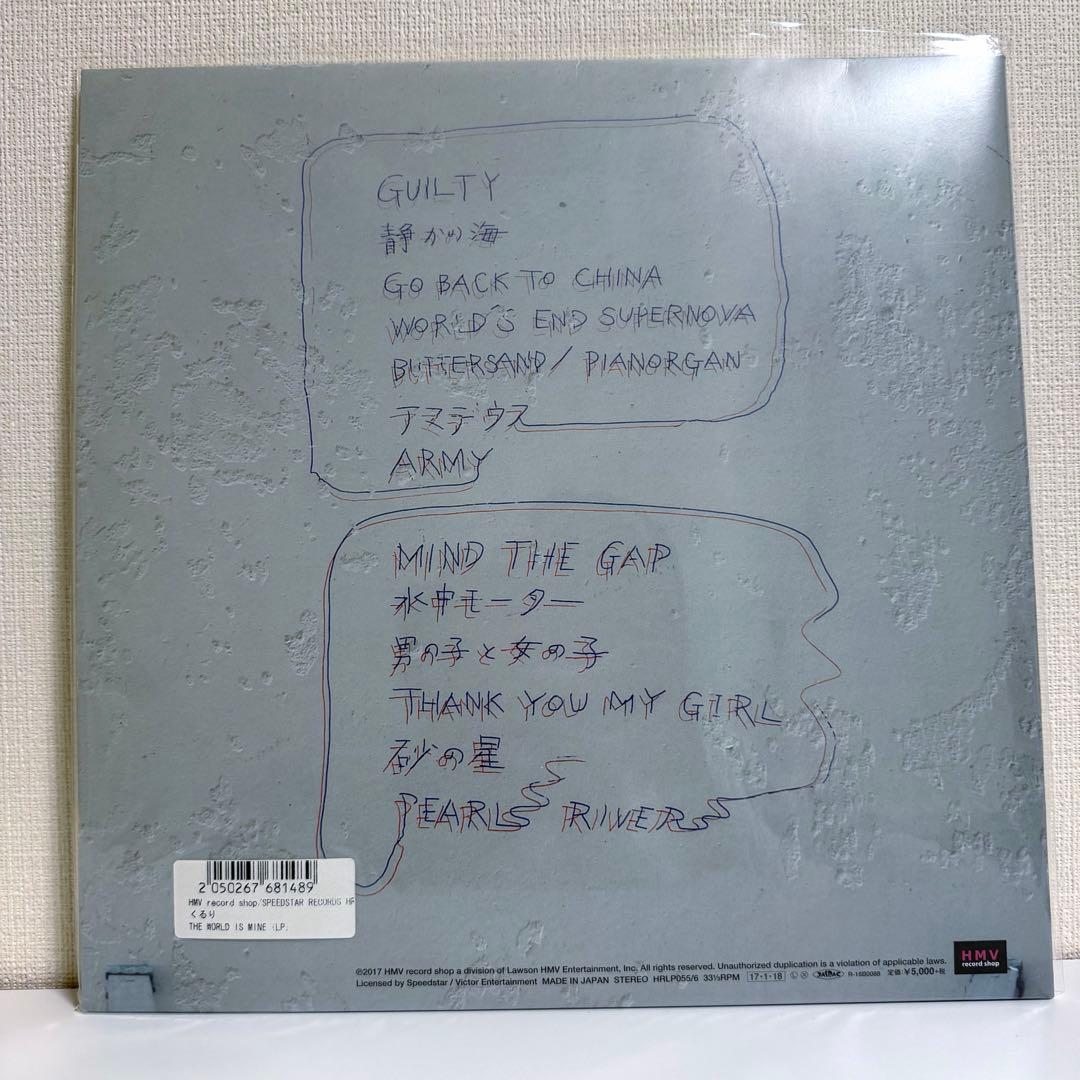 GUILTY
静かの海
GO BACK TO CHINA
WORLD'S END SUPERNOVA
BUTTERSAND / PIANORGAN
アマデウス
ARMY
MIND THE GAP
水中モーター
男の子と女の子
THANK YOU MY GIRL
砂の星
PEARL RIVER
2 050267 681489
HMV record shop/SPEEDSTAR RECORDS HR
くるり
THE WORLD IS MINE (LP)
HMV
record shop
℗2017 HMV record shop a division of Lawson HMV Entertainment, Inc. All rights reserved. Unauthorized duplication is a violation of applicable laws.
Licensed by Speedstar / Victor Entertainment MADE IN JAPAN STEREO HRLP055/6 33⅓RPM 17・1・18 Ⓛ Ⓧ R-1680088 定価 ¥5,000+税